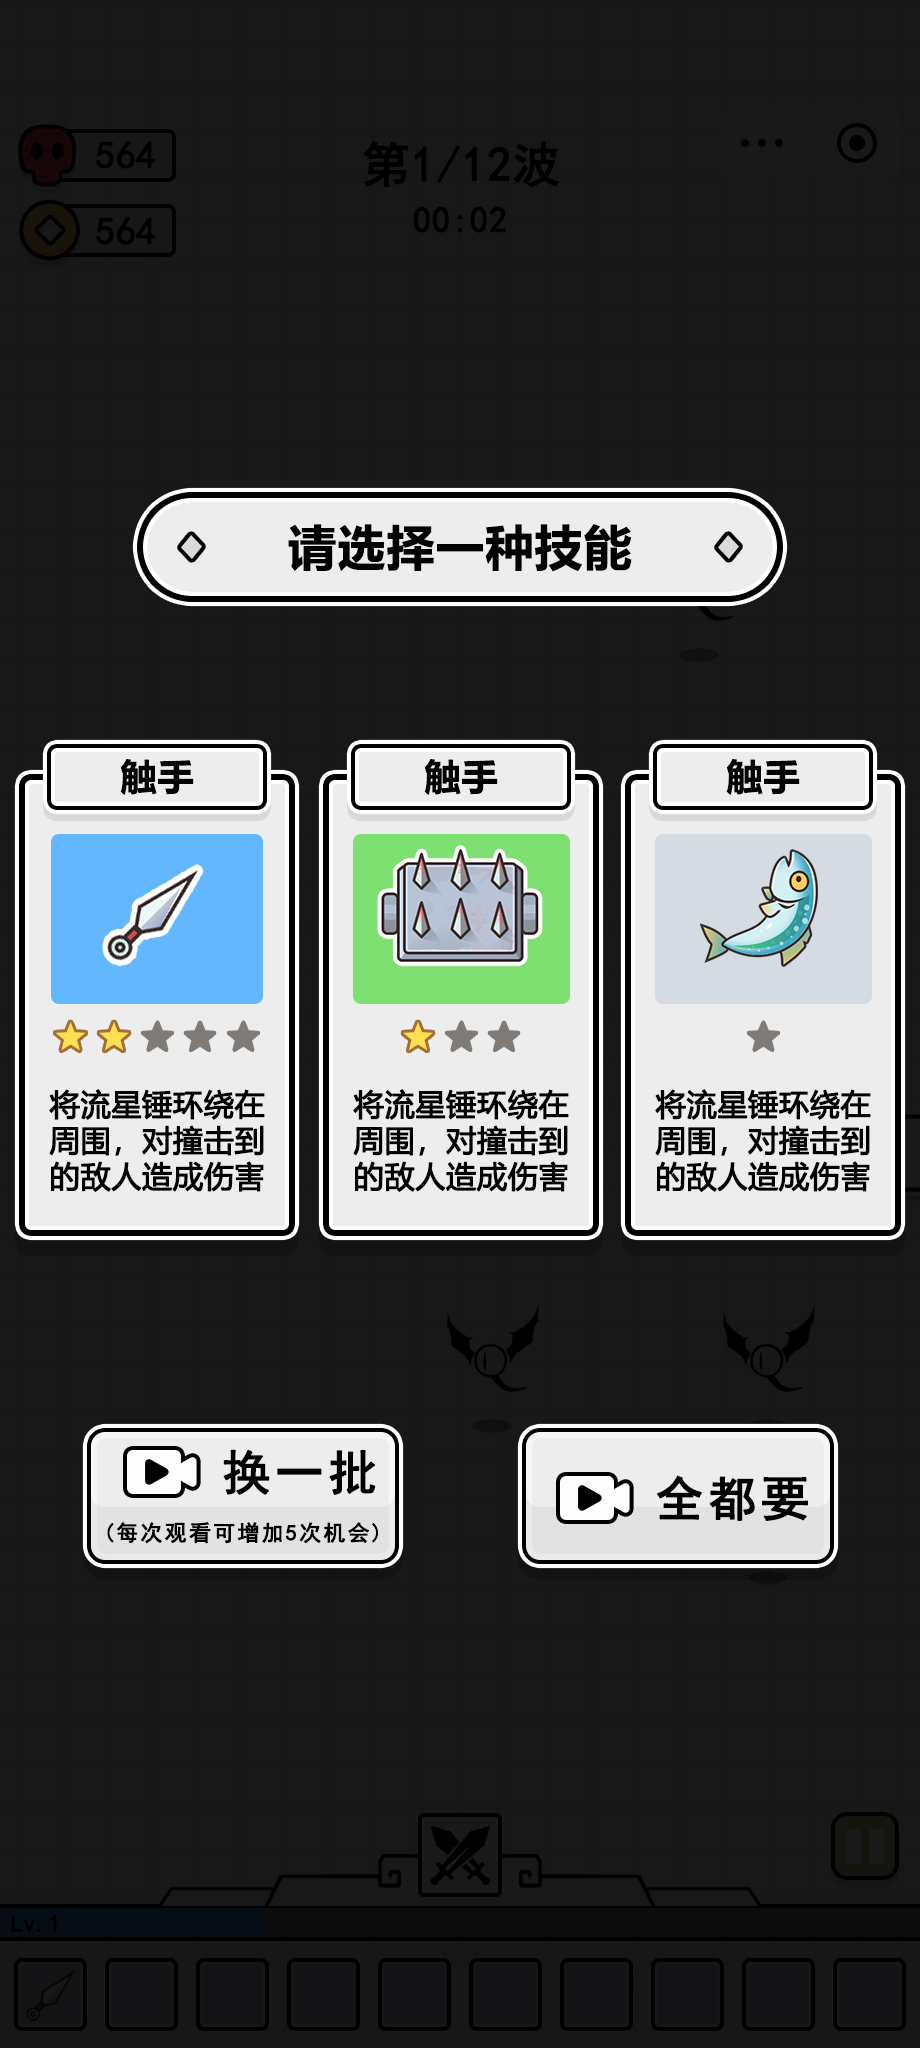 564
第1/12波
564
00:02
请选择一种技能
触手
触手
触手
将流星锤环绕在
周围，对撞击到
的敌人造成伤害
将流星锤环绕在
周围，对撞击到
的敌人造成伤害
将流星锤环绕在
周围，对撞击到
的敌人造成伤害
换一批
（每次观看可增加5次机会）
全都要
Lv.1